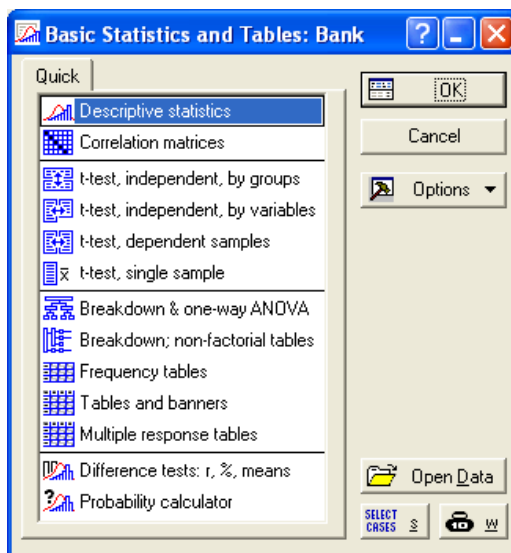 Basic Statistics and Tables: Bank
Quick
Descriptive statistics
Correlation matrices
t-test, independent, by groups
t-test, independent, by variables
t-test, dependent samples
t-test, single sample
Breakdown & one-way ANOVA
Breakdown; non-factorial tables
Frequency tables
Tables and banners
Multiple response tables
Difference tests: r, %, means
Probability calculator
OK
Cancel
Options
Open Data
SELECT
CASES S
W